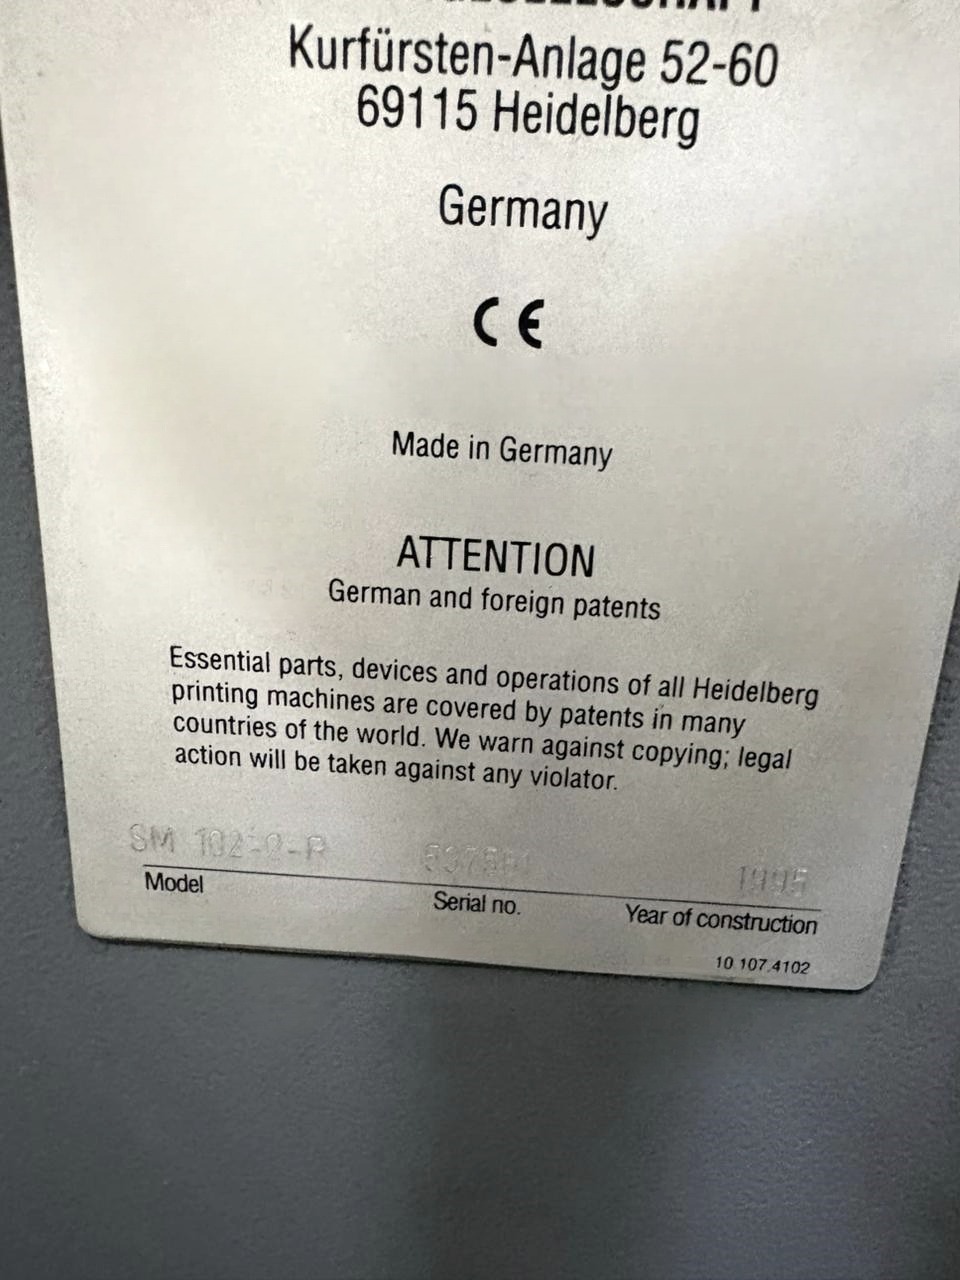 Kurfürsten-Anlage 52-60
69115 Heidelberg
Germany
CE
Made in Germany
ATTENTION
German and foreign patents
Essential parts, devices and operations of all Heidelberg
printing machines are covered by patents in many
countries of the world. We warn against copying; legal
action will be taken against any violator.
SM 1995
Model Serial no. Year of construction
10.107.4102